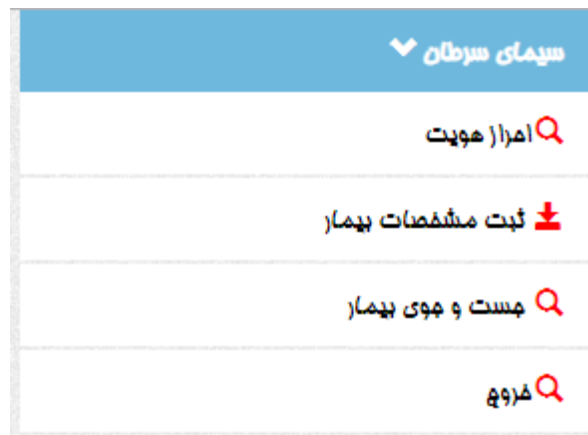 سیمای سرطان
احراز هویت
ثبت مشخصات بیمار
جست و جوی بیمار
خروج